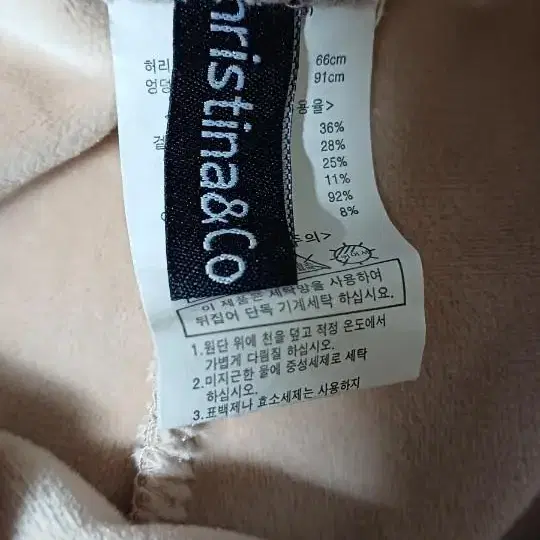 hristina&Co
허리 66cm
엉덩 91cm
용율>
걸 36%
28%
25%
11%
92%
8%
주의>
이 제품은 세탁망을 사용하여
뒤집어 단독 기계세탁 하십시요.
1.원단 위에 천을 덮고 적정 온도에서
가볍게 다림질 하십시요.
2.미지근한 물에 중성세제로 세탁
하십시오.
3.표백제나 효소세제는 사용하지